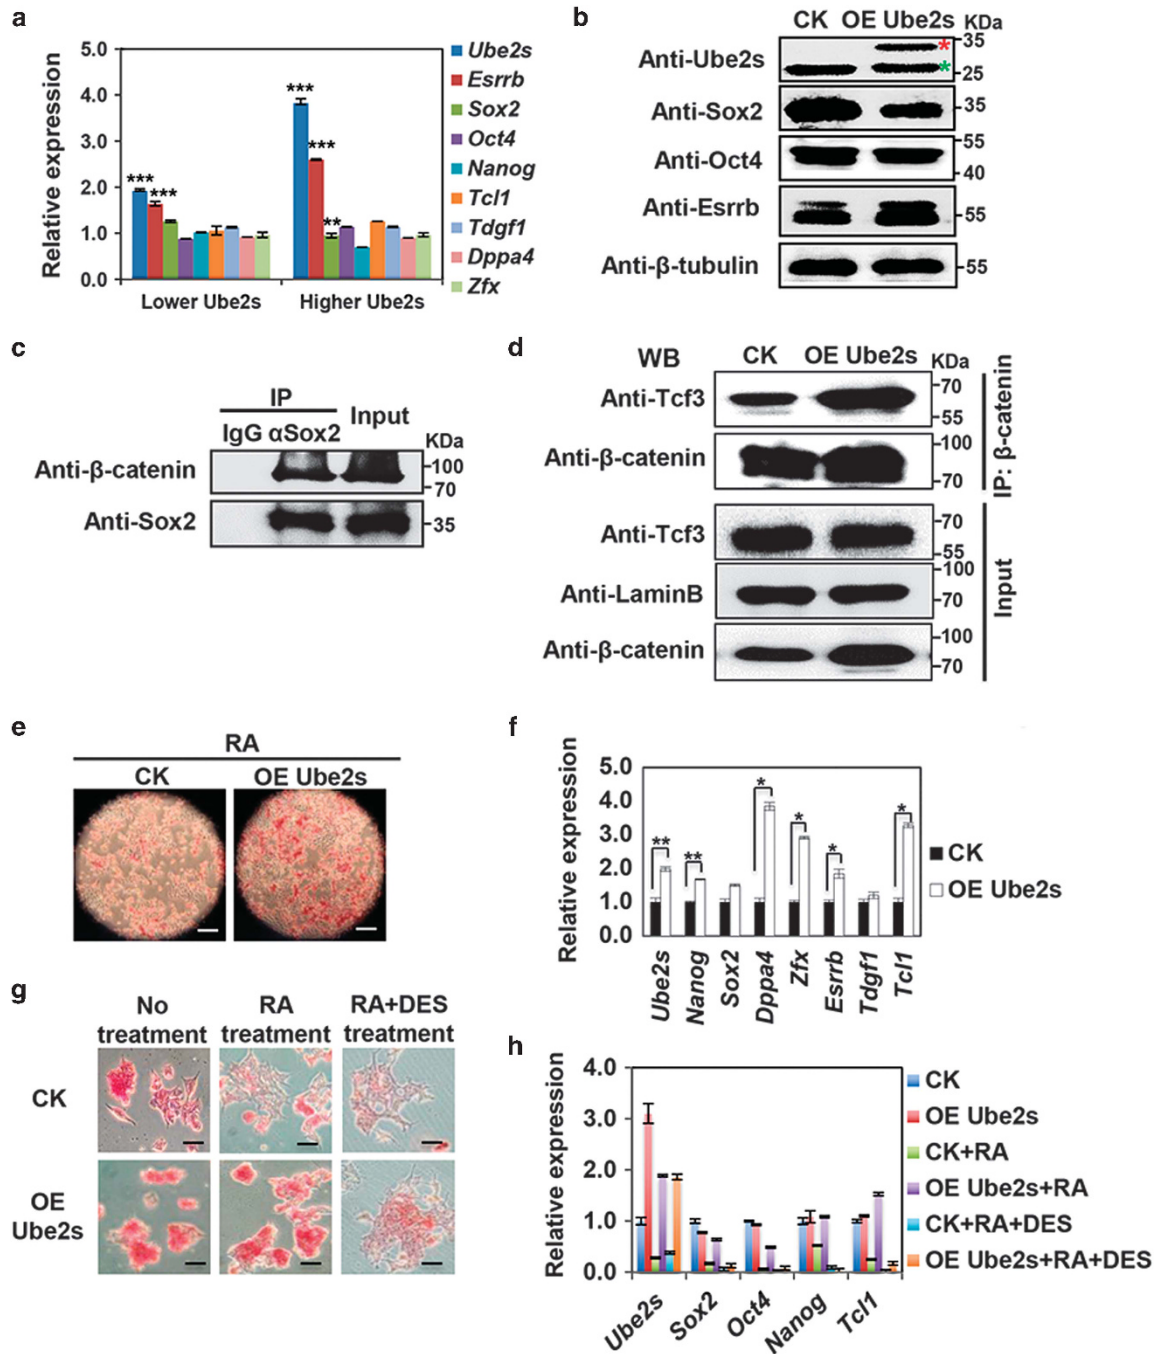 a
Relative expression
5.0
4.0
3.0
2.0
1.0
0.0
***
***
***
***
**
Lower Ube2s
Higher Ube2s
Ube2s
Esrrb
Sox2
Oct4
Nanog
Tcl1
Tdgf1
Dppa4
Zfx
b
CK OE Ube2s KDa
Anti-Ube2s
*
*
35
25
Anti-Sox2
35
Anti-Oct4
55
40
Anti-Esrrb
55
Anti-β-tubulin
55
c
IP
Input
IgG αSox2
KDa
Anti-β-catenin
100
70
Anti-Sox2
35
d
WB CK OE Ube2s KDa
Anti-Tcf3
70
55
Anti-β-catenin
100
70
IP: β-catenin
Anti-Tcf3
70
55
Anti-LaminB
100
70
Anti-β-catenin
100
70
Input
e
RA
CK OE Ube2s
f
Relative expression
5.0
4.0
3.0
2.0
1.0
0.0
**
**
*
*
*
*
Ube2s
Nanog
Sox2
Dppa4
Zfx
Esrrb
Tdgf1
Tcl1
CK
OE Ube2s
g
No treatment
RA treatment
RA+DES treatment
CK
OE
Ube2s
h
Relative expression
4.0
3.0
2.0
1.0
0.0
Ube2s
Sox2
Oct4
Nanog
Tcl1
CK
OE Ube2s
CK+RA
OE Ube2s+RA
CK+RA+DES
OE Ube2s+RA+DES